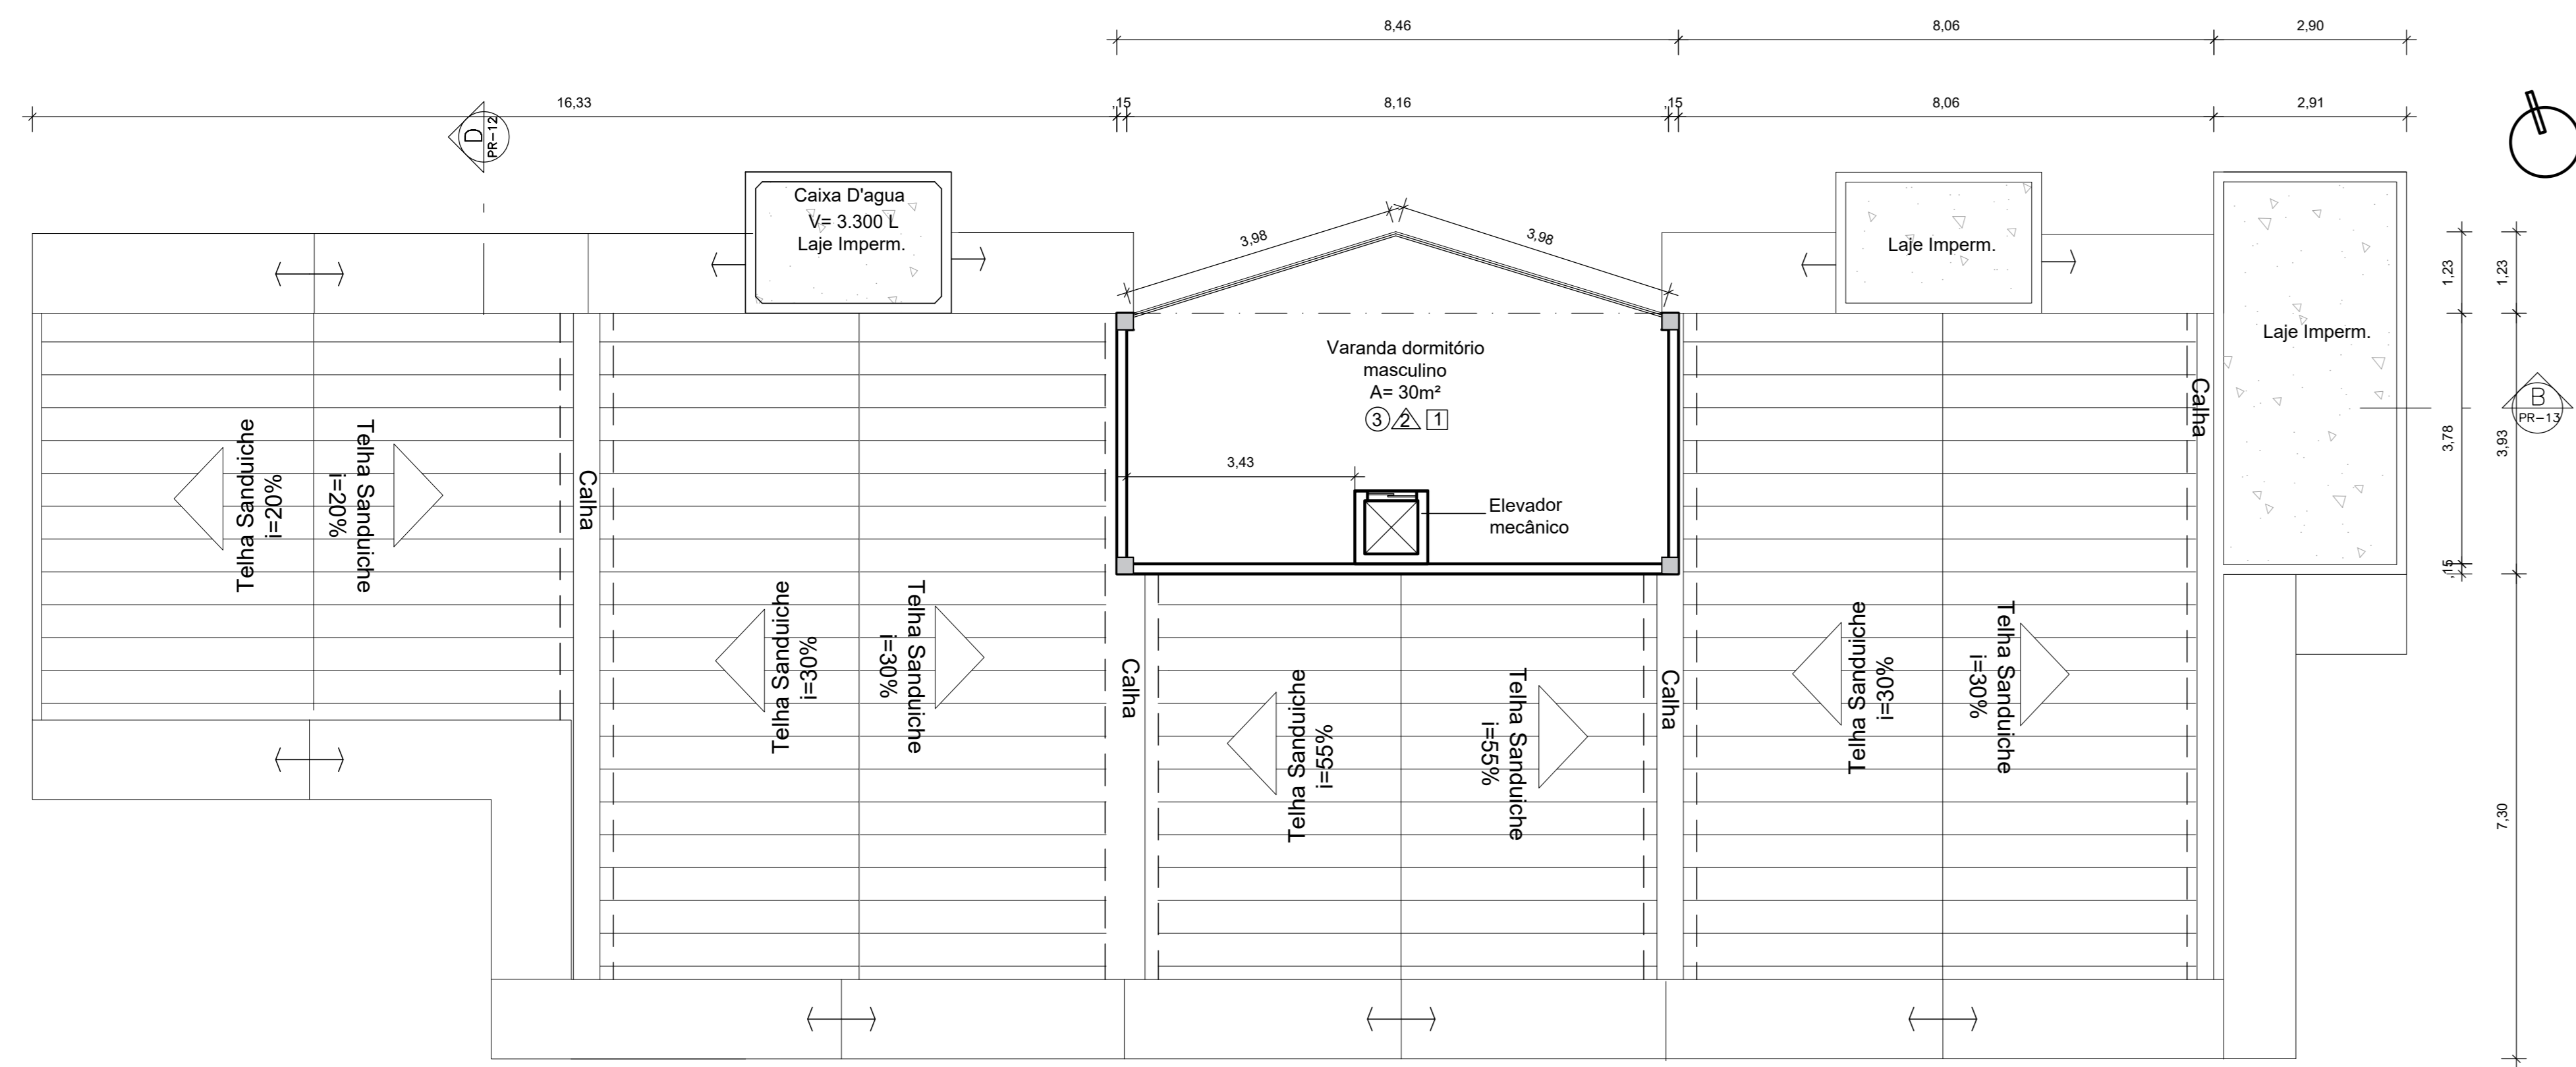 8,46
8,06
2,90
16,33
,15
8,16
,15
8,06
2,91
D
PR-12
Caixa D'agua
V= 3.300 L
Laje Imperm.
3,98
3,98
Laje Imperm.
Laje Imperm.
1,23
1,23
Varanda dormitório
masculino
A= 30m²
3
2
1
3,43
Elevador
mecânico
Calha
B
PR-13
3,78
3,93
,15
7,30
Telha Sanduiche
i=20%
Telha Sanduiche
i=20%
Calha
Telha Sanduiche
i=30%
Telha Sanduiche
i=30%
Calha
Telha Sanduiche
i=55%
Telha Sanduiche
i=55%
Calha
Telha Sanduiche
i=30%
Telha Sanduiche
i=30%